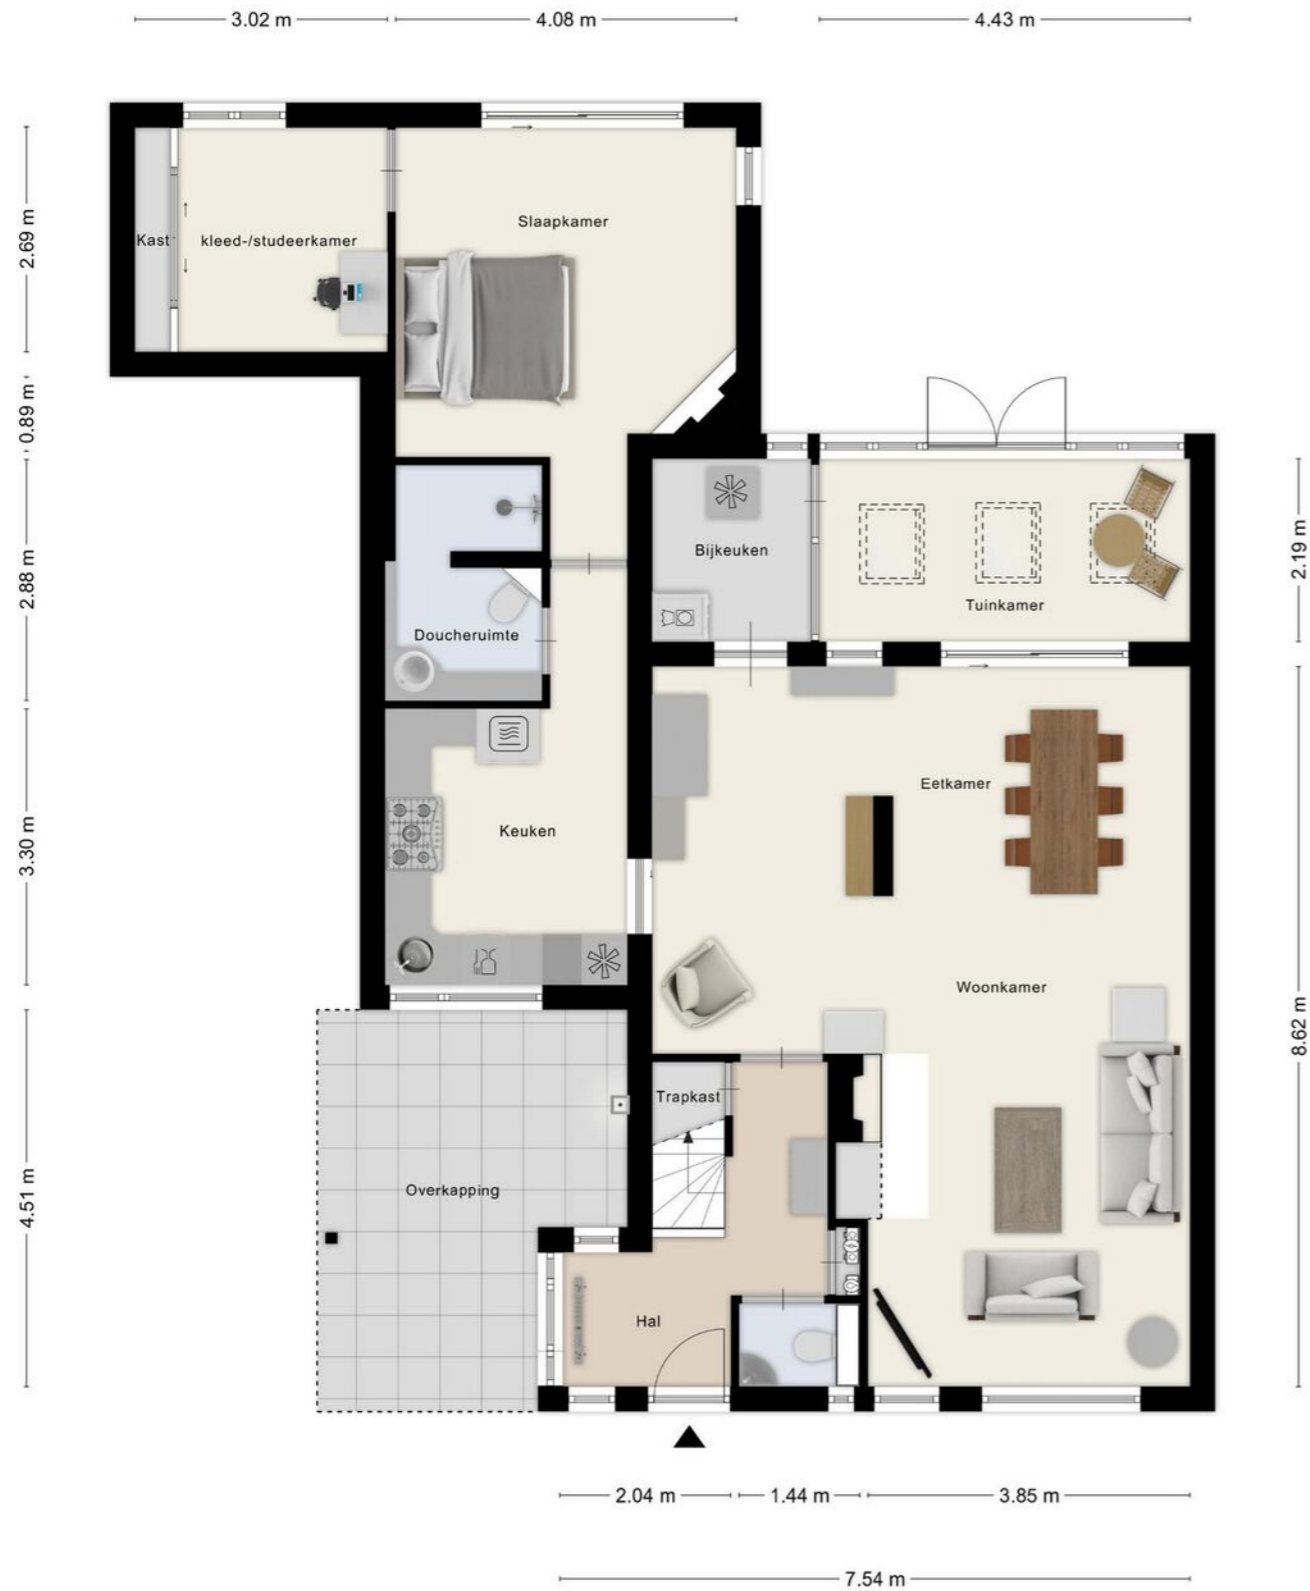 3.02 m
4.08 m
4.43 m
2.69 m
Slaapkamer
Kast
kleed-/studeerkamer
0.89 m
2.88 m
Bijkeuken
2.19 m
Tuinkamer
Doucheruimte
Eetkamer
3.30 m
Keuken
Woonkamer
8.62 m
Trapkast
4.51 m
Overkapping
Hal
2.04 m
1.44 m
3.85 m
7.54 m